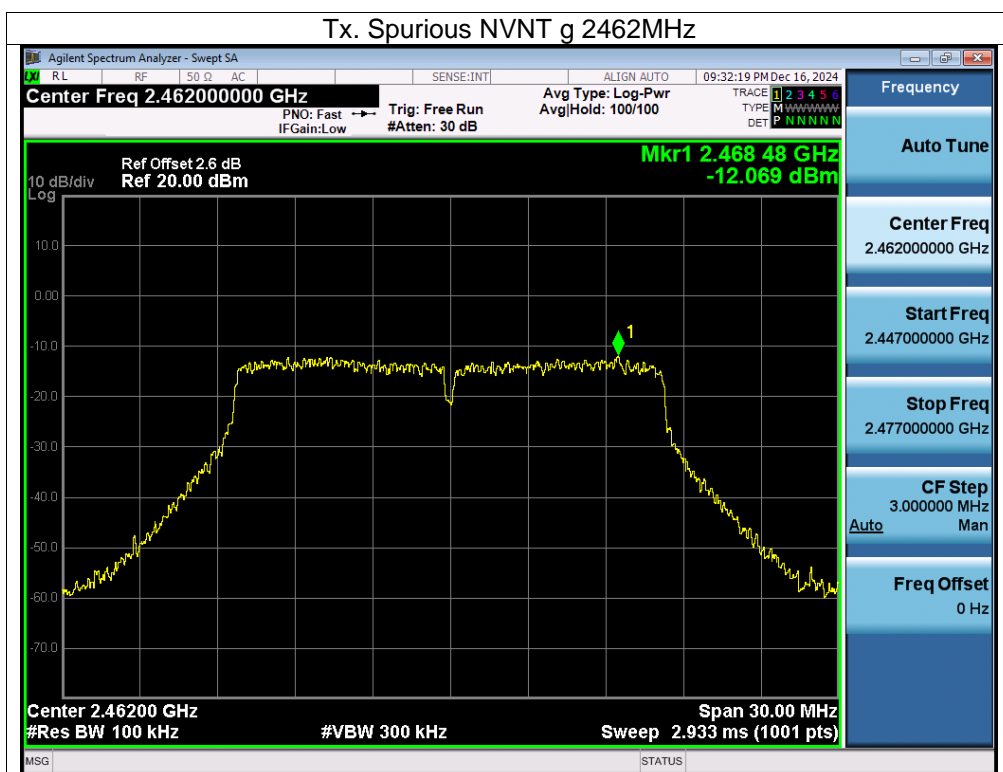 Tx. Spurious NVNT g 2462MHz
Agilent Spectrum Analyzer - Swept SA
LXI RL RF 50 Ω AC SENSE:INT ALIGN AUTO 09:32:19 PM Dec 16, 2024
Center Freq 2.462000000 GHz
PNO: Fast
IFGain:Low
Trig: Free Run
#Atten: 30 dB
Avg Type: Log-Pwr
Avg|Hold: 100/100
TRACE 1 2 3 4 5 6
TYPE M WWWWW
DET P N N N N N
Mkr1 2.468 48 GHz
-12.069 dBm
Ref Offset 2.6 dB
10 dB/div Ref 20.00 dBm
Log
10.0
0.00
-10.0
-20.0
-30.0
-40.0
-50.0
-60.0
-70.0
1
Center 2.46200 GHz Span 30.00 MHz
#Res BW 100 kHz #VBW 300 kHz Sweep 2.933 ms (1001 pts)
MSG STATUS
Frequency
Auto Tune
Center Freq
2.462000000 GHz
Start Freq
2.447000000 GHz
Stop Freq
2.477000000 GHz
CF Step
3.000000 MHz
Auto Man
Freq Offset
0 Hz